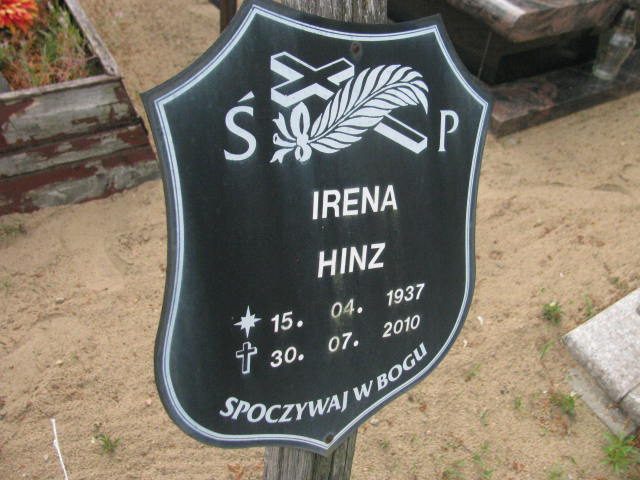 Ś P
IRENA
HINZ
15. 04. 1937
30. 07. 2010
SPOCZYWAJ W BOGU